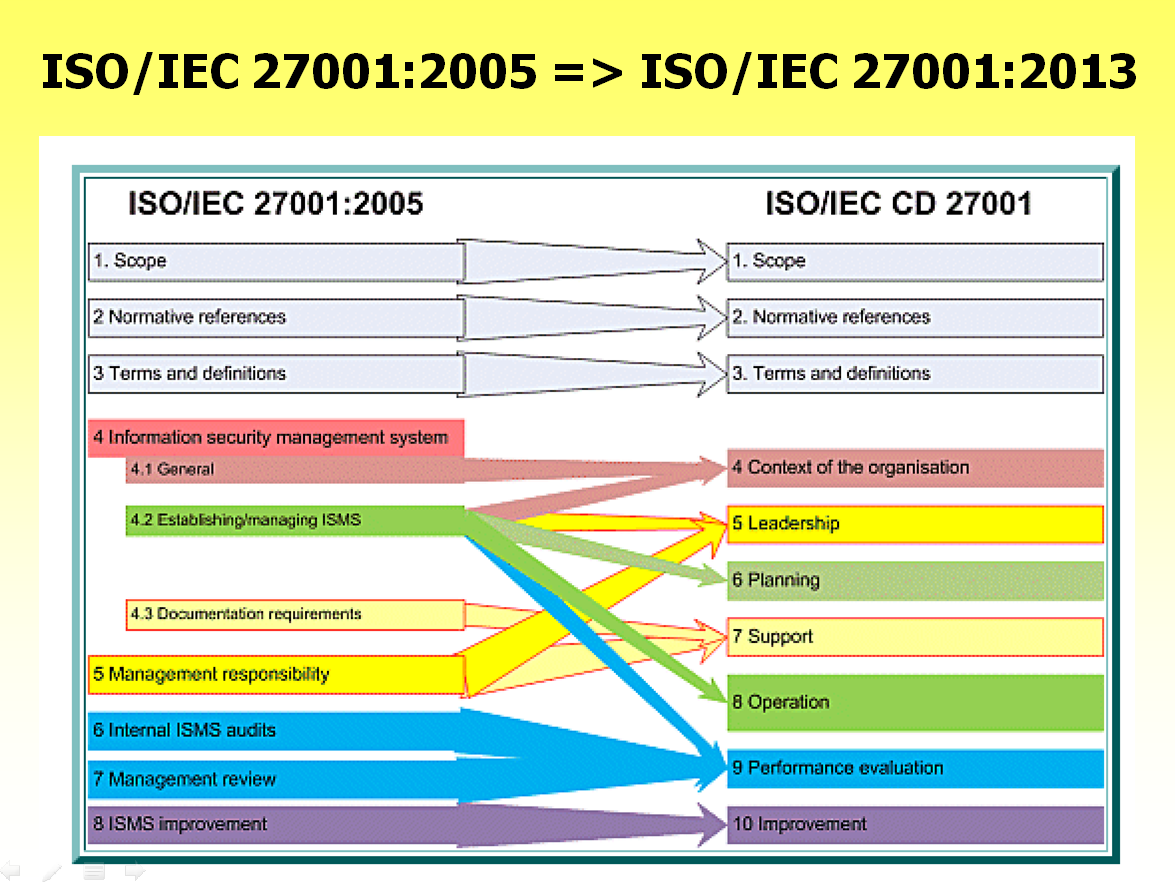 ISO/IEC 27001:2005 => ISO/IEC 27001:2013
ISO/IEC 27001:2005
ISO/IEC CD 27001
1. Scope
1. Scope
2 Normative references
2. Normative references
3 Terms and definitions
3. Terms and definitions
4 Information security management system
4.1 General
4 Context of the organisation
4.2 Establishing/managing ISMS
5 Leadership
6 Planning
4.3 Documentation requirements
7 Support
5 Management responsibility
8 Operation
6 Internal ISMS audits
9 Performance evaluation
7 Management review
8 ISMS improvement
10 Improvement